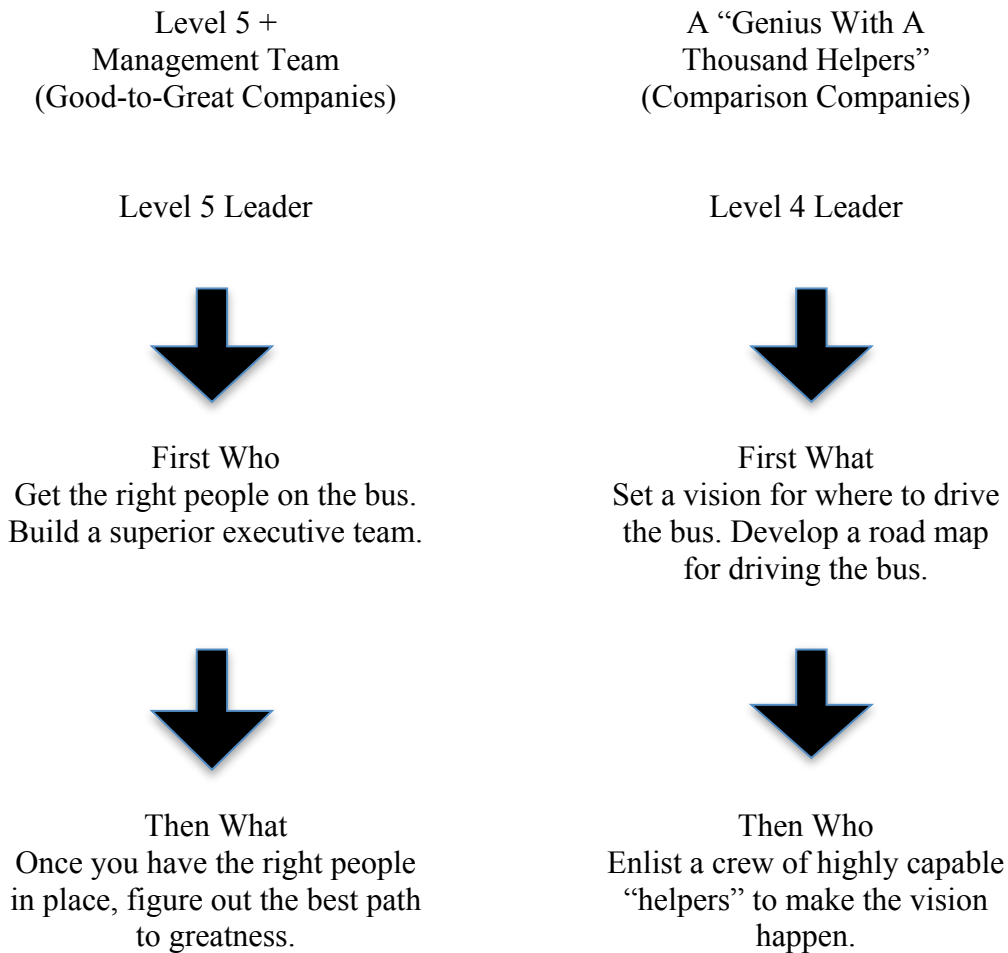 Level 5 +
Management Team
(Good-to-Great Companies)
A “Genius With A
Thousand Helpers”
(Comparison Companies)
Level 5 Leader
Level 4 Leader
First Who
Get the right people on the bus.
Build a superior executive team.
First What
Set a vision for where to drive
the bus. Develop a road map
for driving the bus.
Then What
Once you have the right people
in place, figure out the best path
to greatness.
Then Who
Enlist a crew of highly capable
“helpers” to make the vision
happen.